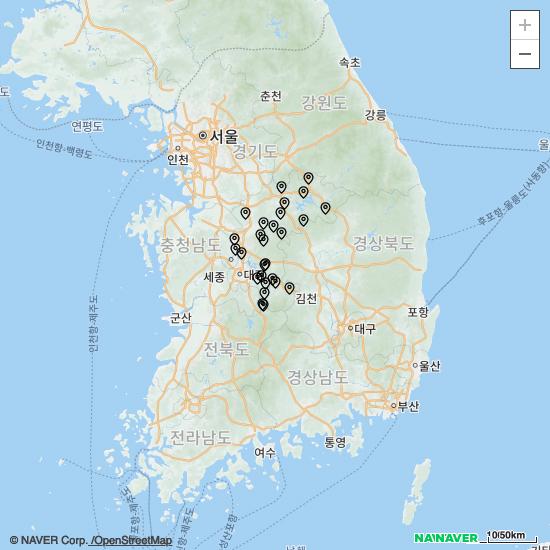 +
−
속초
춘천
강원도
도
연평도
강릉
서울
인천항-백령도
인천
경기도
울
후포항-울릉도(사동항)
충청남도
경상북도
세종
대전
김천
인천항-제주도
군산
포항
대구
전북도
울산
경상남도
부산
전라남도
여수
통영
© NAVER Corp. /OpenStreetMap
NAVER
10/50km